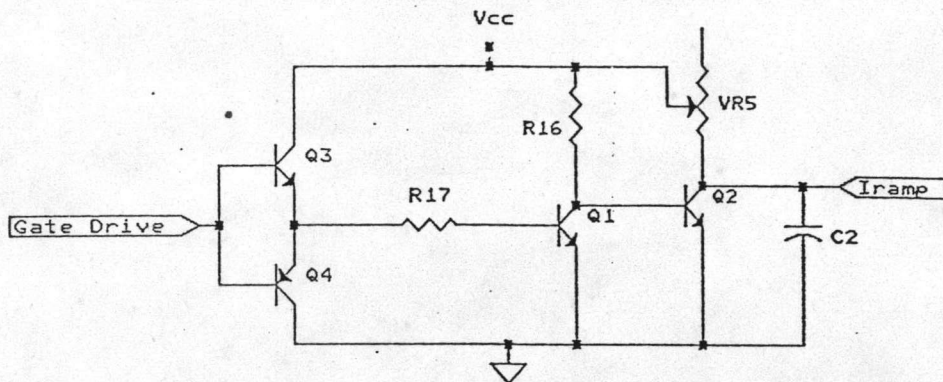 Vcc
VR5
R16
Q3
R17
Q2
Iramp
Q1
Gate Drive
C2
Q4